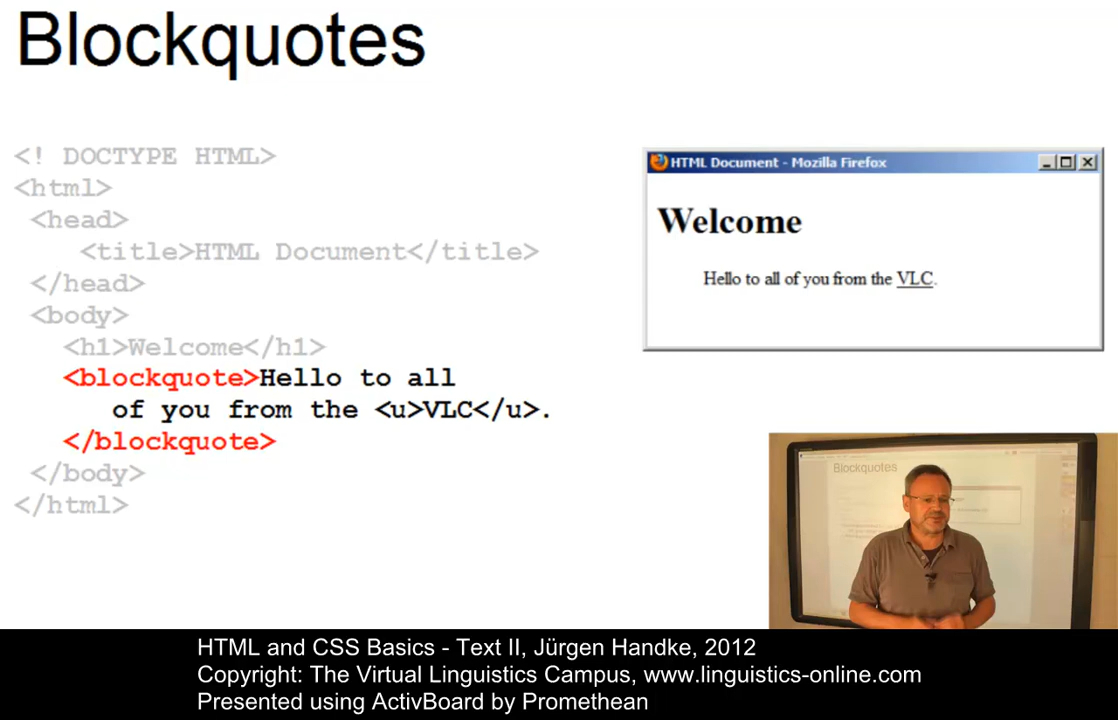 Blockquotes
<! DOCTYPE HTML>
<html>
<head>
<title>HTML Document</title>
</head>
<body>
<h1>Welcome</h1>
<blockquote>Hello to all
of you from the <u>VLC</u>.
</blockquote>
</body>
</html>
HTML Document - Mozilla Firefox
Welcome
Hello to all of you from the VLC.
Blockquotes
HTML and CSS Basics - Text II, Jürgen Handke, 2012
Copyright: The Virtual Linguistics Campus, www.linguistics-online.com
Presented using ActivBoard by Promethean